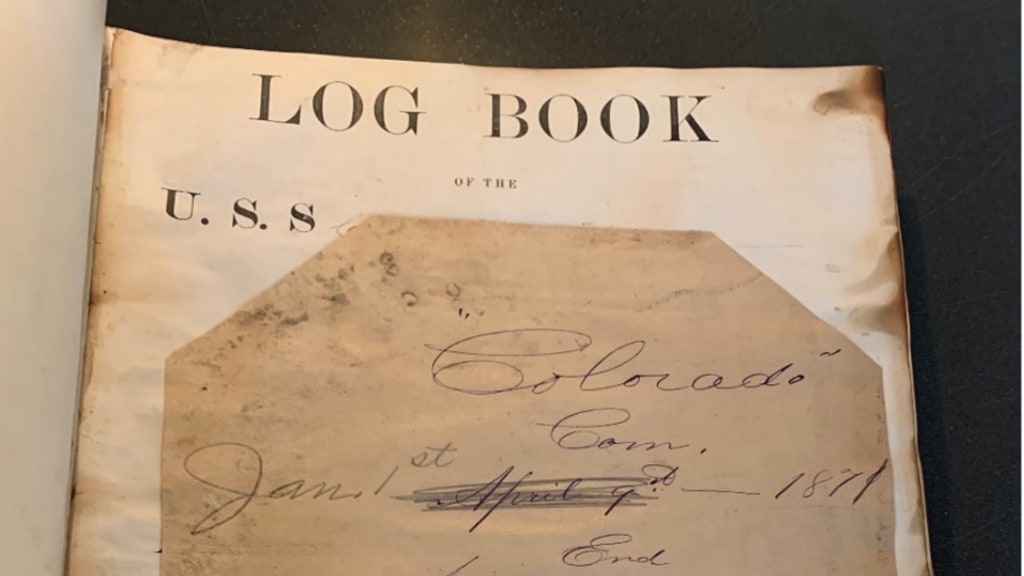 LOG BOOK
OF THE
U. S. S
"Colorado"
Com.
Jan. 1st April 9th — 1871
End